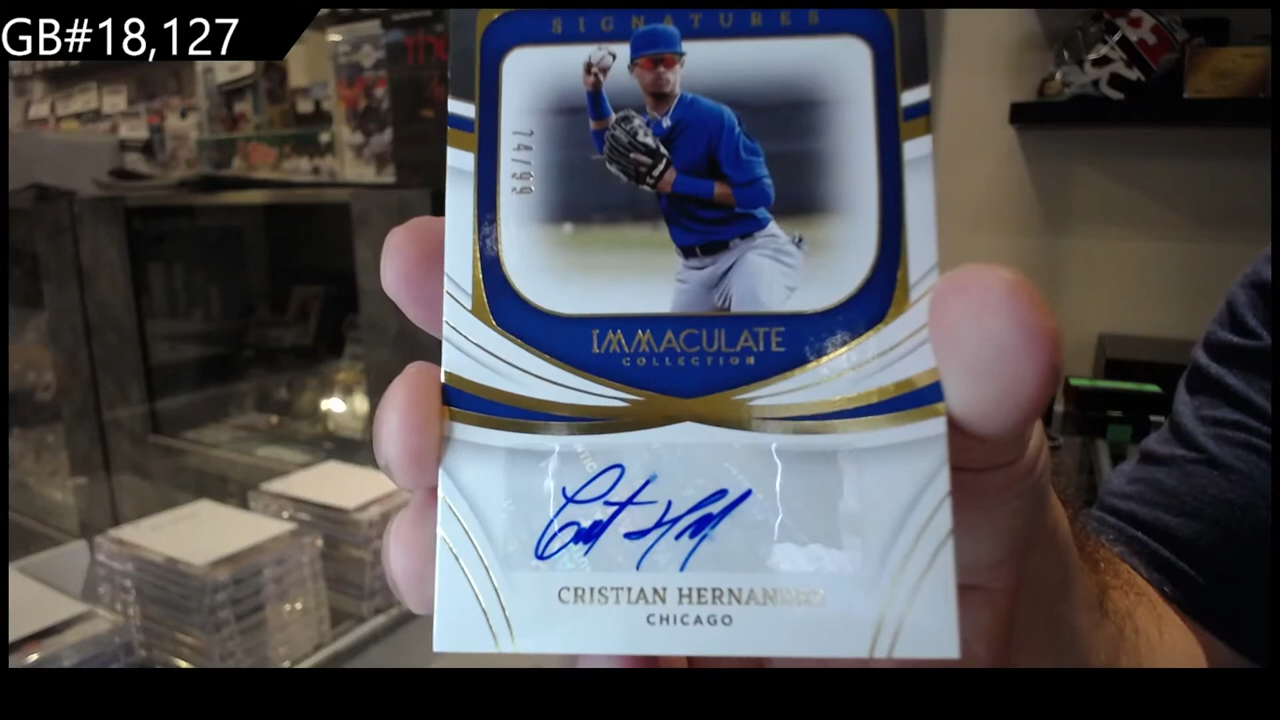 GB#18,127
SIGNATURES
74/99
IMMACULATE
COLLECTION
CRISTIAN HERNANDEZ
CHICAGO